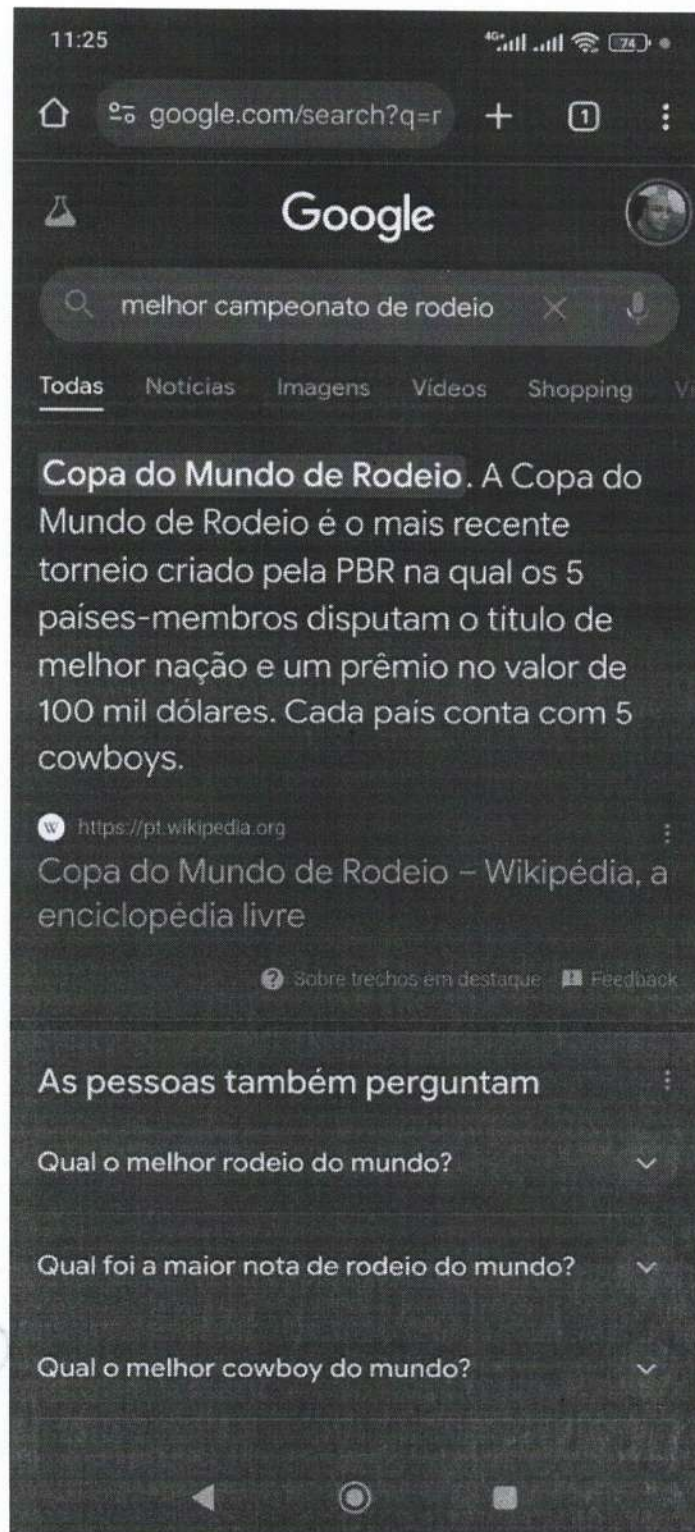 11:25
4G+ 74
google.com/search?q=r
1
Google
melhor campeonato de rodeio
Todas Notícias Imagens Vídeos Shopping
Copa do Mundo de Rodeio. A Copa do
Mundo de Rodeio é o mais recente
torneio criado pela PBR na qual os 5
países-membros disputam o título de
melhor nação e um prêmio no valor de
100 mil dólares. Cada país conta com 5
cowboys.
W https://pt.wikipedia.org
Copa do Mundo de Rodeio – Wikipédia, a
enciclopédia livre
Sobre trechos em destaque Feedback
As pessoas também perguntam
Qual o melhor rodeio do mundo?
Qual foi a maior nota de rodeio do mundo?
Qual o melhor cowboy do mundo?